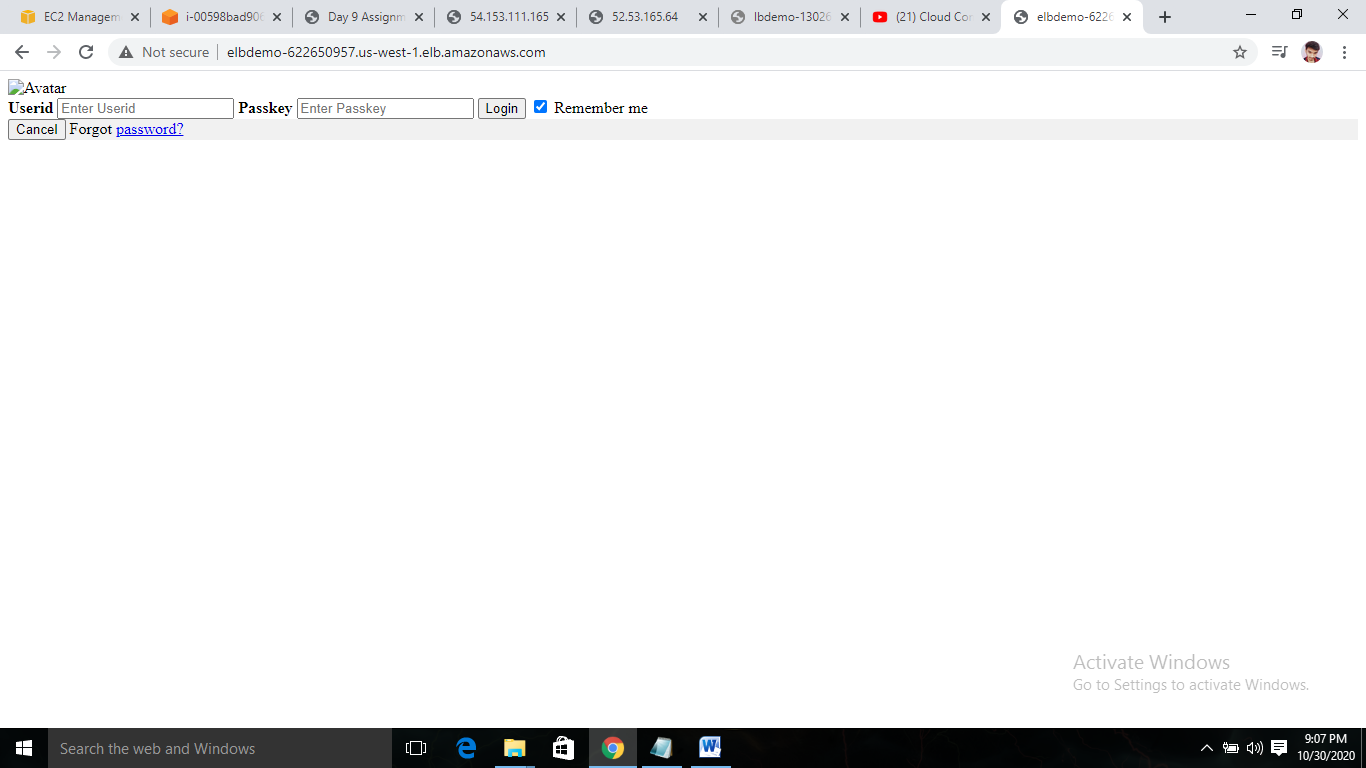 EC2 Managem
i-00598bad906
Day 9 Assignm
54.153.111.165
52.53.165.64
lbdemo-13026
(21) Cloud Con
elbdemo-6226
Not secure
elbdemo-622650957.us-west-1.elb.amazonaws.com
Avatar
Userid Enter Userid Passkey Enter Passkey Login Remember me
Cancel Forgot password?
Activate Windows
Go to Settings to activate Windows.
Search the web and Windows
9:07 PM
10/30/2020